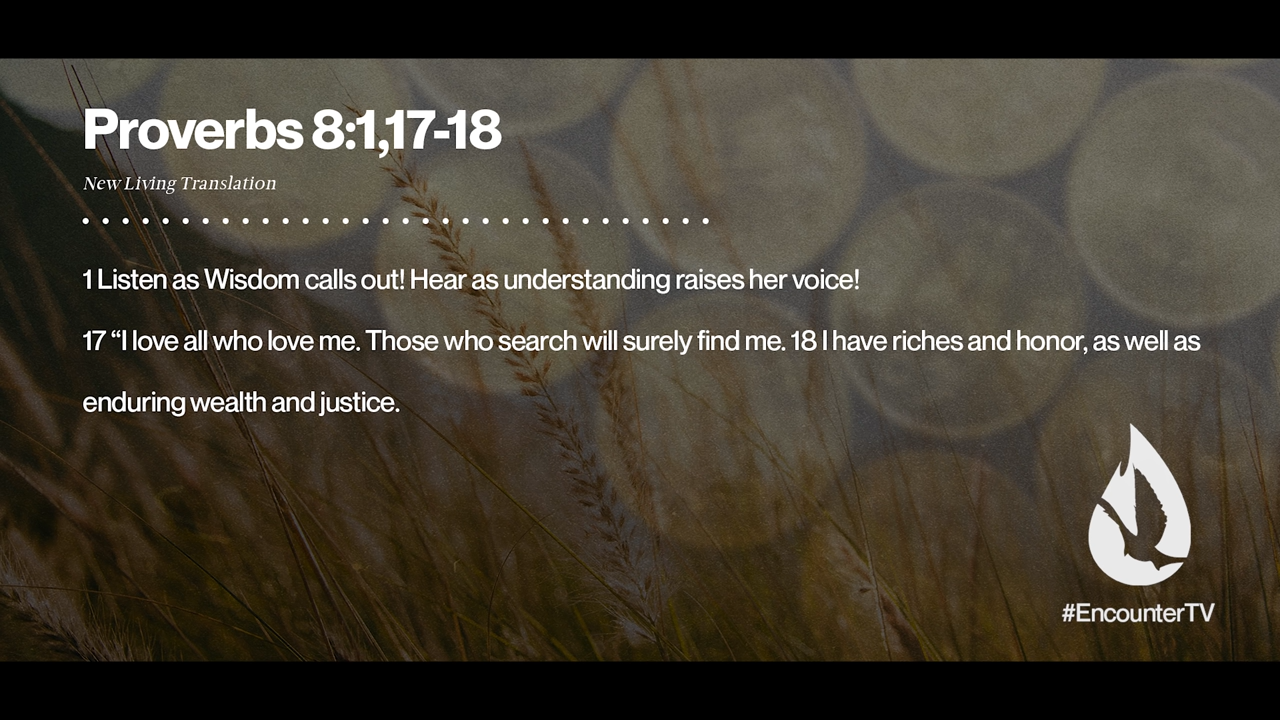 Proverbs 8:1,17-18
New Living Translation
1 Listen as Wisdom calls out! Hear as understanding raises her voice!
17 “I love all who love me. Those who search will surely find me. 18 I have riches and honor, as well as
enduring wealth and justice.
#EncounterTV